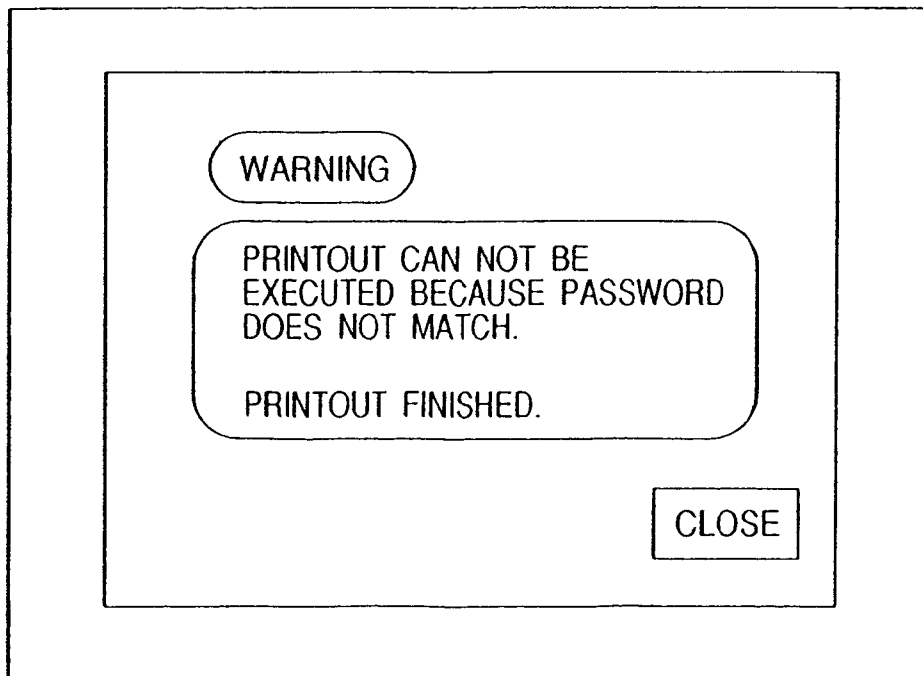 WARNING
PRINTOUT CAN NOT BE
EXECUTED BECAUSE PASSWORD
DOES NOT MATCH.
PRINTOUT FINISHED.
CLOSE